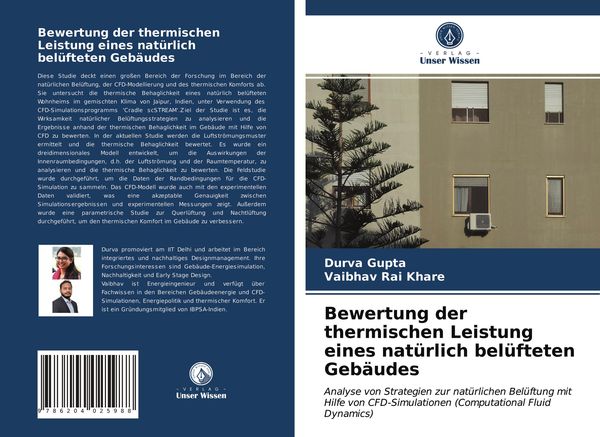 Bewertung der thermischen
Leistung eines natürlich
belüfteten Gebäudes
Diese Studie deckt einen großen Bereich der Forschung im Bereich der
natürlichen Belüftung, der CFD-Modellierung und des thermischen Komforts ab.
Sie untersucht die thermische Behaglichkeit eines natürlich belüfteten
Wohnheims im gemischten Klima von Jaipur, Indien, unter Verwendung des
CFD-Simulationsprogramms 'Cradle scSTREAM'.Ziel der Studie ist es, die
Wirksamkeit natürlicher Belüftungsstrategien zu analysieren und die
Ergebnisse anhand der thermischen Behaglichkeit im Gebäude mit Hilfe von
CFD zu bewerten. In der aktuellen Studie werden die Luftströmungsmuster
ermittelt und die thermische Behaglichkeit bewertet. Es wurde ein
dreidimensionales Modell entwickelt, um die Auswirkungen der
Innenraumbedingungen, d.h. der Luftströmung und der Raumtemperatur, zu
analysieren und die thermische Behaglichkeit zu bewerten. Die Feldstudie
wurde durchgeführt, um die Daten der Randbedingungen für die CFD-
Simulation zu sammeln. Das CFD-Modell wurde auch mit den experimentellen
Daten validiert, was eine akzeptable Genauigkeit zwischen
Simulationsergebnissen und experimentellen Messungen zeigt. Außerdem
wurde eine parametrische Studie zur Querlüftung und Nachtlüftung
durchgeführt, um den thermischen Komfort im Gebäude zu verbessern.
Durva promoviert am IIT Delhi und arbeitet im Bereich
integriertes und nachhaltiges Designmanagement. Ihre
Forschungsinteressen sind Gebäude-Energiesimulation,
Nachhaltigkeit und Early Stage Design.
Vaibhav ist Energieingenieur und verfügt über
Fachwissen in den Bereichen Gebäudeenergie und CFD-
Simulationen, Energiepolitik und thermischer Komfort. Er
ist ein Gründungsmitglied von IBPSA-Indien.
9 786204 025988
VERLAG
Unser Wissen
VERLAG
Unser Wissen
Durva Gupta
Vaibhav Rai Khare
Bewertung der
thermischen Leistung
eines natürlich belüfteten
Gebäudes
Analyse von Strategien zur natürlichen Belüftung mit
Hilfe von CFD-Simulationen (Computational Fluid
Dynamics)